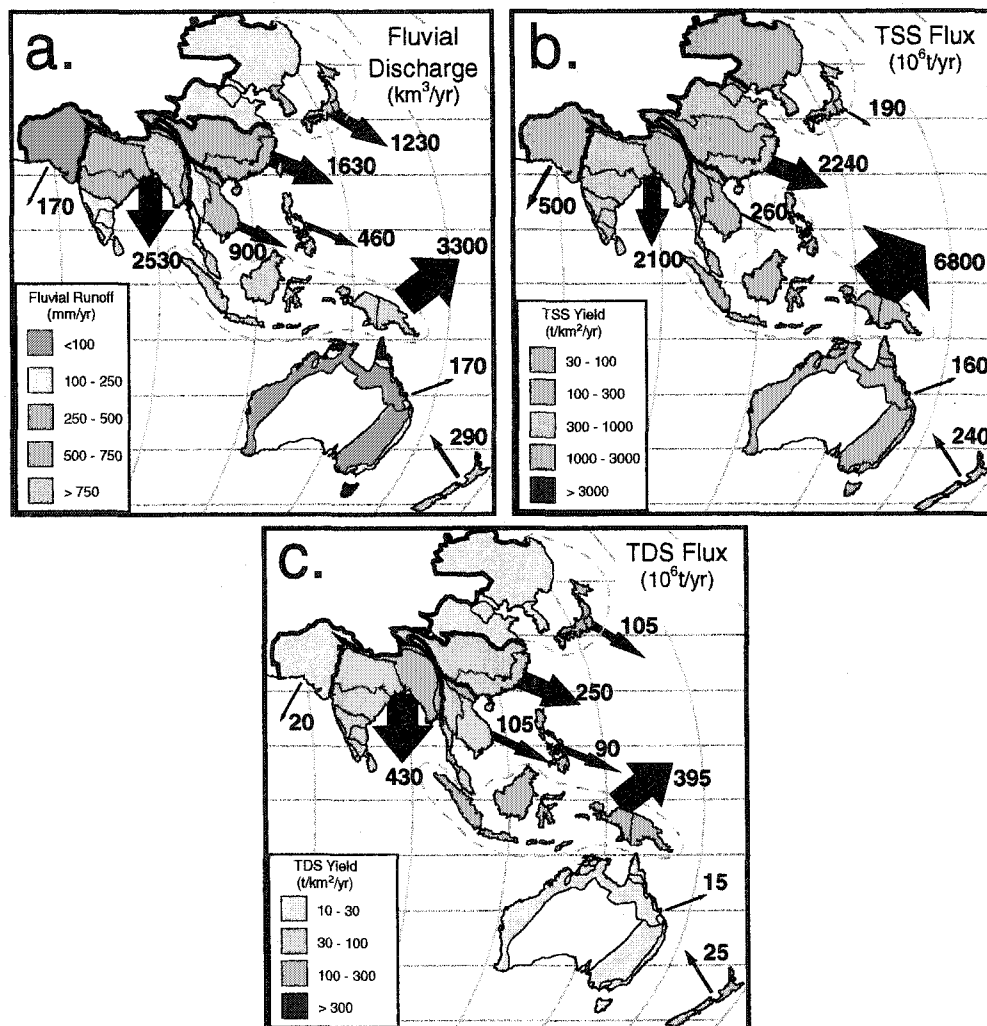 a.
Fluvial
Discharge
(km³/yr)
1230
1630
170
2530
900
460
3300
170
290
Fluvial Runoff
(mm/yr)
<100
100 - 250
250 - 500
500 - 750
> 750
b.
TSS Flux
(10⁶t/yr)
190
2240
500
260
2100
6800
160
240
TSS Yield
(t/km²/yr)
30 - 100
100 - 300
300 - 1000
1000 - 3000
> 3000
c.
TDS Flux
(10⁶t/yr)
105
250
20
105
90
430
395
15
25
TDS Yield
(t/km²/yr)
10 - 30
30 - 100
100 - 300
> 300